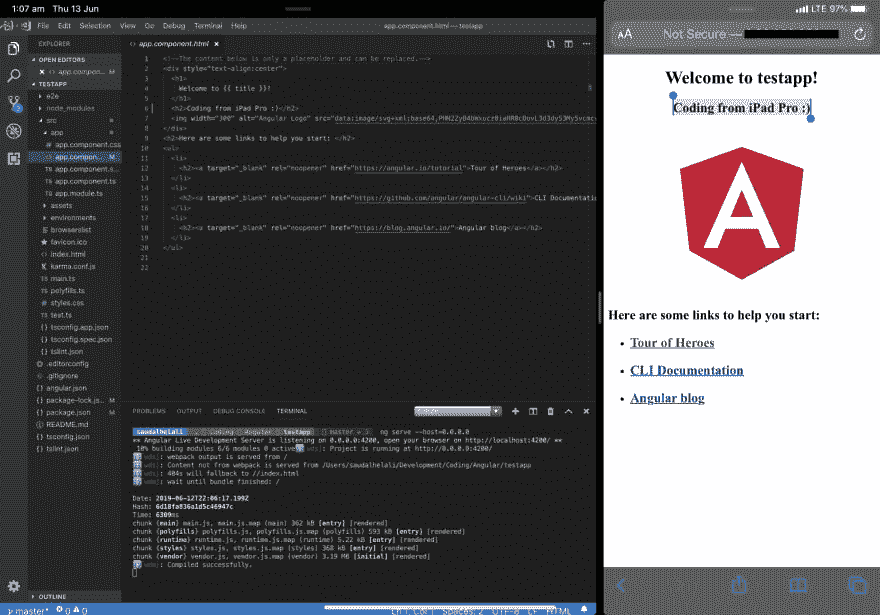 1:07 am Thu 13 Jun
LTE 97%
File Edit Selection View Go Debug Terminal Help
app.component.html — testapp
EXPLORER
OPEN EDITORS
app.compon... M
TESTAPP
e2e
node_modules
src
app
app.component.css
app.compon... M
app.component.s...
app.component.ts
app.module.ts
assets
environments
browserslist
favicon.ico
index.html
karma.conf.js
main.ts
polyfills.ts
styles.css
test.ts
tsconfig.app.json
tsconfig.spec.json
tslint.json
.editorconfig
.gitignore
angular.json
package-lock.js... M
package.json M
README.md
tsconfig.json
tslint.json
OUTLINE
master*
app.component.html
1 <!--The content below is only a placeholder and can be replaced.-->
2 <div style="text-align:center">
3 <h1>
4 Welcome to {{ title }}!
5 </h1>
6 <h2>Coding from iPad Pro :)</h2>
7 <img width="300" alt="Angular Logo" src="data:image/svg+xml;base64,
8 </div>
9 <h2>Here are some links to help you start: </h2>
10 <ul>
11 <li>
12 <h2><a target="_blank" rel="noopener" href="https://angular.io/tutorial">Tour of Heroes</a></h2>
13 </li>
14 <li>
15 <h2><a target="_blank" rel="noopener" href="https://github.com/angular/angular-cli/wiki">CLI Documentatio
16 </li>
17 <li>
18 <h2><a target="_blank" rel="noopener" href="https://blog.angular.io/">Angular blog</a></h2>
19 </li>
20 </ul>
21
22
PROBLEMS OUTPUT DEBUG CONSOLE TERMINAL
saudalhelali Coding Angular testapp master ng serve --host=0.0.0.0
** Angular Live Development Server is listening on 0.0.0.0:4200, open your browser on http://localhost:4200/ **
10% building modules 6/6 modules 0 active wds: Project is running at http://0.0.0.0:4200/
wds: webpack output is served from /
wds: Content not from webpack is served from /Users/saudalhelali/Development/Coding/Angular/testapp
wds: 404s will fallback to //index.html
wdm: wait until bundle finished: /
Date: 2019-06-12T22:06:17.199Z
Hash: 6d18fa836a1d5c46947c
Time: 6309ms
chunk {main} main.js, main.js.map (main) 362 kB [entry] [rendered]
chunk {polyfills} polyfills.js, polyfills.js.map (polyfills) 593 kB [entry] [rendered]
chunk {runtime} runtime.js, runtime.js.map (runtime) 5.22 kB [entry] [rendered]
chunk {styles} styles.js, styles.js.map (styles) 368 kB [entry] [rendered]
chunk {vendor} vendor.js, vendor.js.map (vendor) 3.19 MB [initial] [rendered]
wdm: Compiled successfully.
AA Not Secure —
Welcome to testapp!
Coding from iPad Pro :)
A
Here are some links to help you start:
• Tour of Heroes
• CLI Documentation
• Angular blog